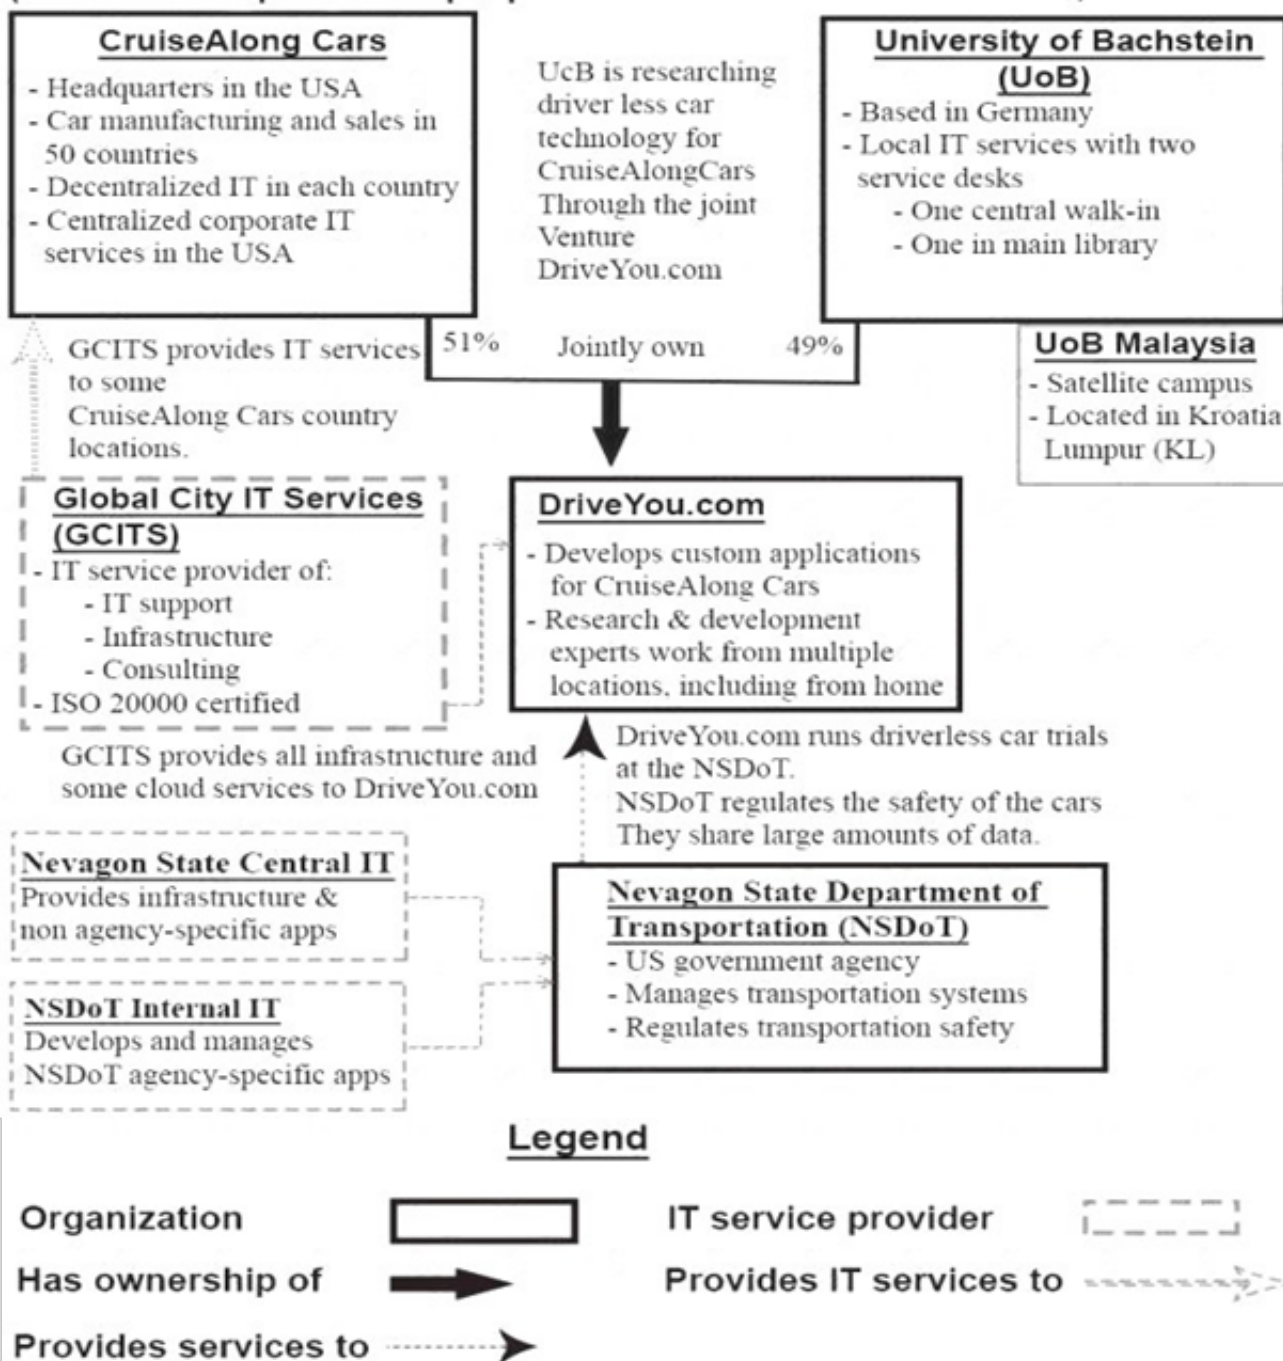 CruiseAlong Cars
- Headquarters in the USA
- Car manufacturing and sales in
50 countries
- Decentralized IT in each country
- Centralized corporate IT
services in the USA
UcB is researching
driver less car
technology for
CruiseAlongCars
Through the joint
Venture
DriveYou.com
University of Bachstein
(UoB)
- Based in Germany
- Local IT services with two
service desks
- One central walk-in
- One in main library
51%
Jointly own
49%
UoB Malaysia
- Satellite campus
- Located in Kroatia
Lumpur (KL)
GCITS provides IT services
to some
CruiseAlong Cars country
locations.
Global City IT Services
(GCITS)
- IT service provider of:
- IT support
- Infrastructure
- Consulting
- ISO 20000 certified
DriveYou.com
- Develops custom applications
for CruiseAlong Cars
- Research & development
experts work from multiple
locations, including from home
GCITS provides all infrastructure and
some cloud services to DriveYou.com
DriveYou.com runs driverless car trials
at the NSDoT.
NSDoT regulates the safety of the cars
They share large amounts of data.
Nevagon State Central IT
Provides infrastructure &
non agency-specific apps
NSDoT Internal IT
Develops and manages
NSDoT agency-specific apps
Nevagon State Department of
Transportation (NSDoT)
- US government agency
- Manages transportation systems
- Regulates transportation safety
Legend
Organization
IT service provider
Has ownership of
Provides IT services to
Provides services to